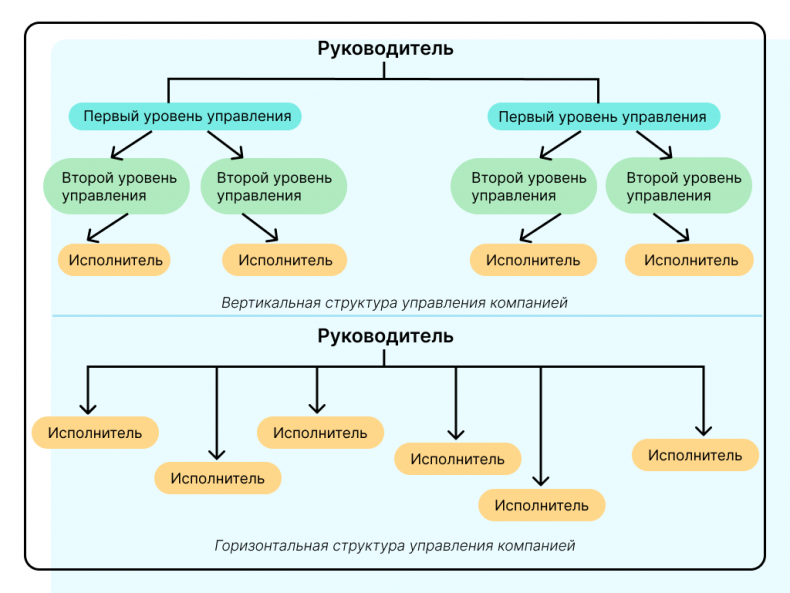 Руководитель
Первый уровень управления
Первый уровень управления
Второй уровень
управления
Второй уровень
управления
Второй уровень
управления
Второй уровень
управления
Исполнитель
Исполнитель
Исполнитель
Исполнитель
Вертикальная структура управления компанией
Руководитель
Исполнитель
Исполнитель
Исполнитель
Исполнитель
Исполнитель
Исполнитель
Горизонтальная структура управления компанией